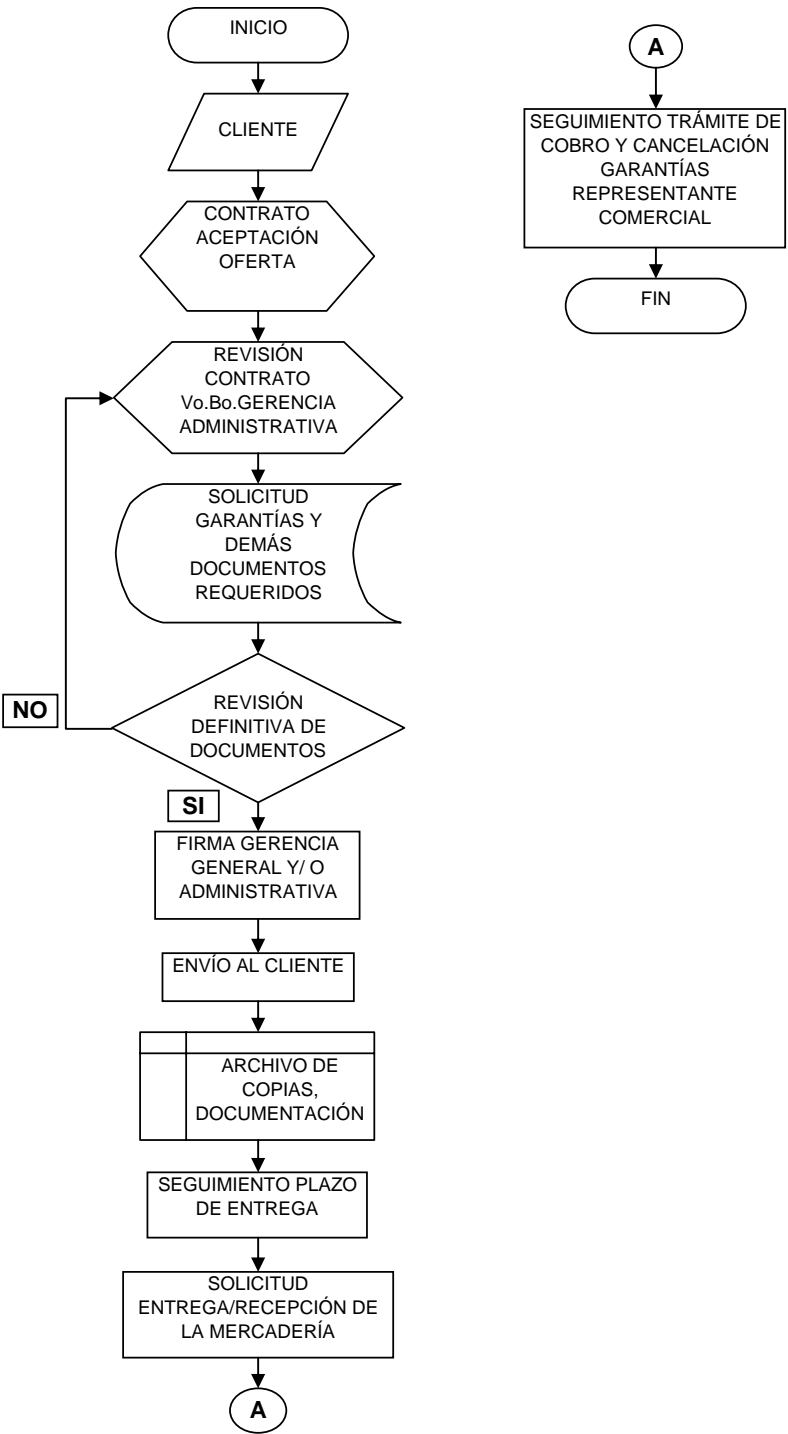 INICIO
CLIENTE
CONTRATO
ACEPTACIÓN
OFERTA
REVISIÓN
CONTRATO
Vo.Bo.GERENCIA
ADMINISTRATIVA
SOLICITUD
GARANTÍAS Y
DEMÁS
DOCUMENTOS
REQUERIDOS
REVISIÓN
DEFINITIVA DE
DOCUMENTOS
NO
SI
FIRMA GERENCIA
GENERAL Y/ O
ADMINISTRATIVA
ENVÍO AL CLIENTE
ARCHIVO DE
COPIAS,
DOCUMENTACIÓN
SEGUIMIENTO PLAZO
DE ENTREGA
SOLICITUD
ENTREGA/RECEPCIÓN DE
LA MERCADERÍA
A
A
SEGUIMIENTO TRÁMITE DE
COBRO Y CANCELACIÓN
GARANTÍAS
REPRESENTANTE
COMERCIAL
FIN